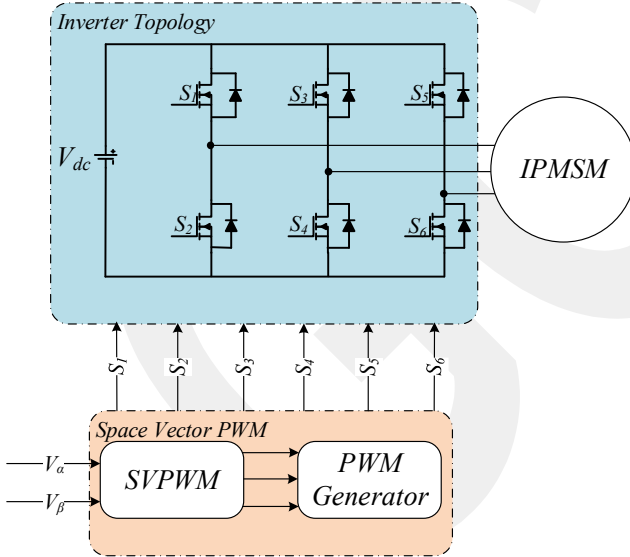 Inverter Topology
S1
S3
S5
Vdc
IPMSM
S2
S4
S6
S1
S2
S3
S4
S5
S6
Space Vector PWM
Vα
Vβ
SVPWM
PWM
Generator